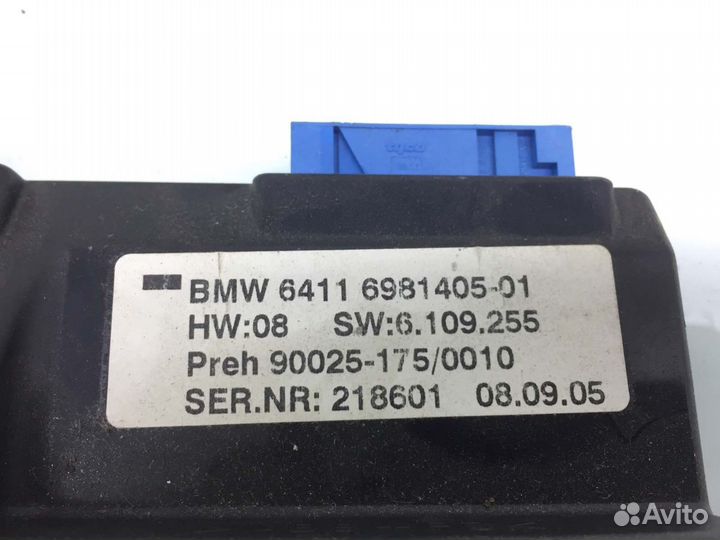 tyco
BMW 6411 6981405-01
HW:08 SW:6.109.255
Preh 90025-175/0010
SER.NR: 218601 08.09.05
Avito